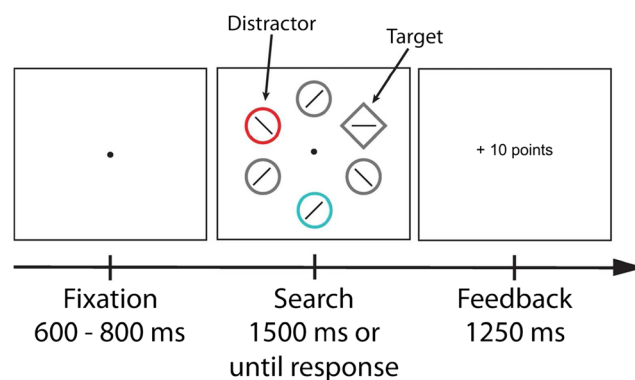 Distractor
Target
+ 10 points
Fixation
600 - 800 ms
Search
1500 ms or
until response
Feedback
1250 ms